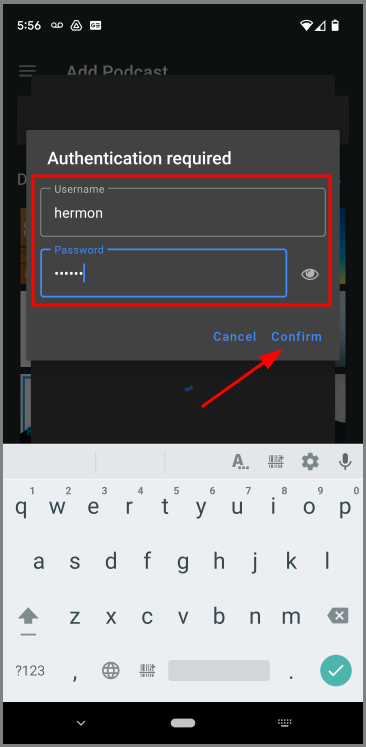 5:56
Add Podcast
D
Authentication required
Username
hermon
Password
••••••
Cancel Confirm
A...
1 2 3 4 5 6 7 8 9 0
q w e r t y u i o p
a s d f g h j k l
z x c v b n m
?123 , .